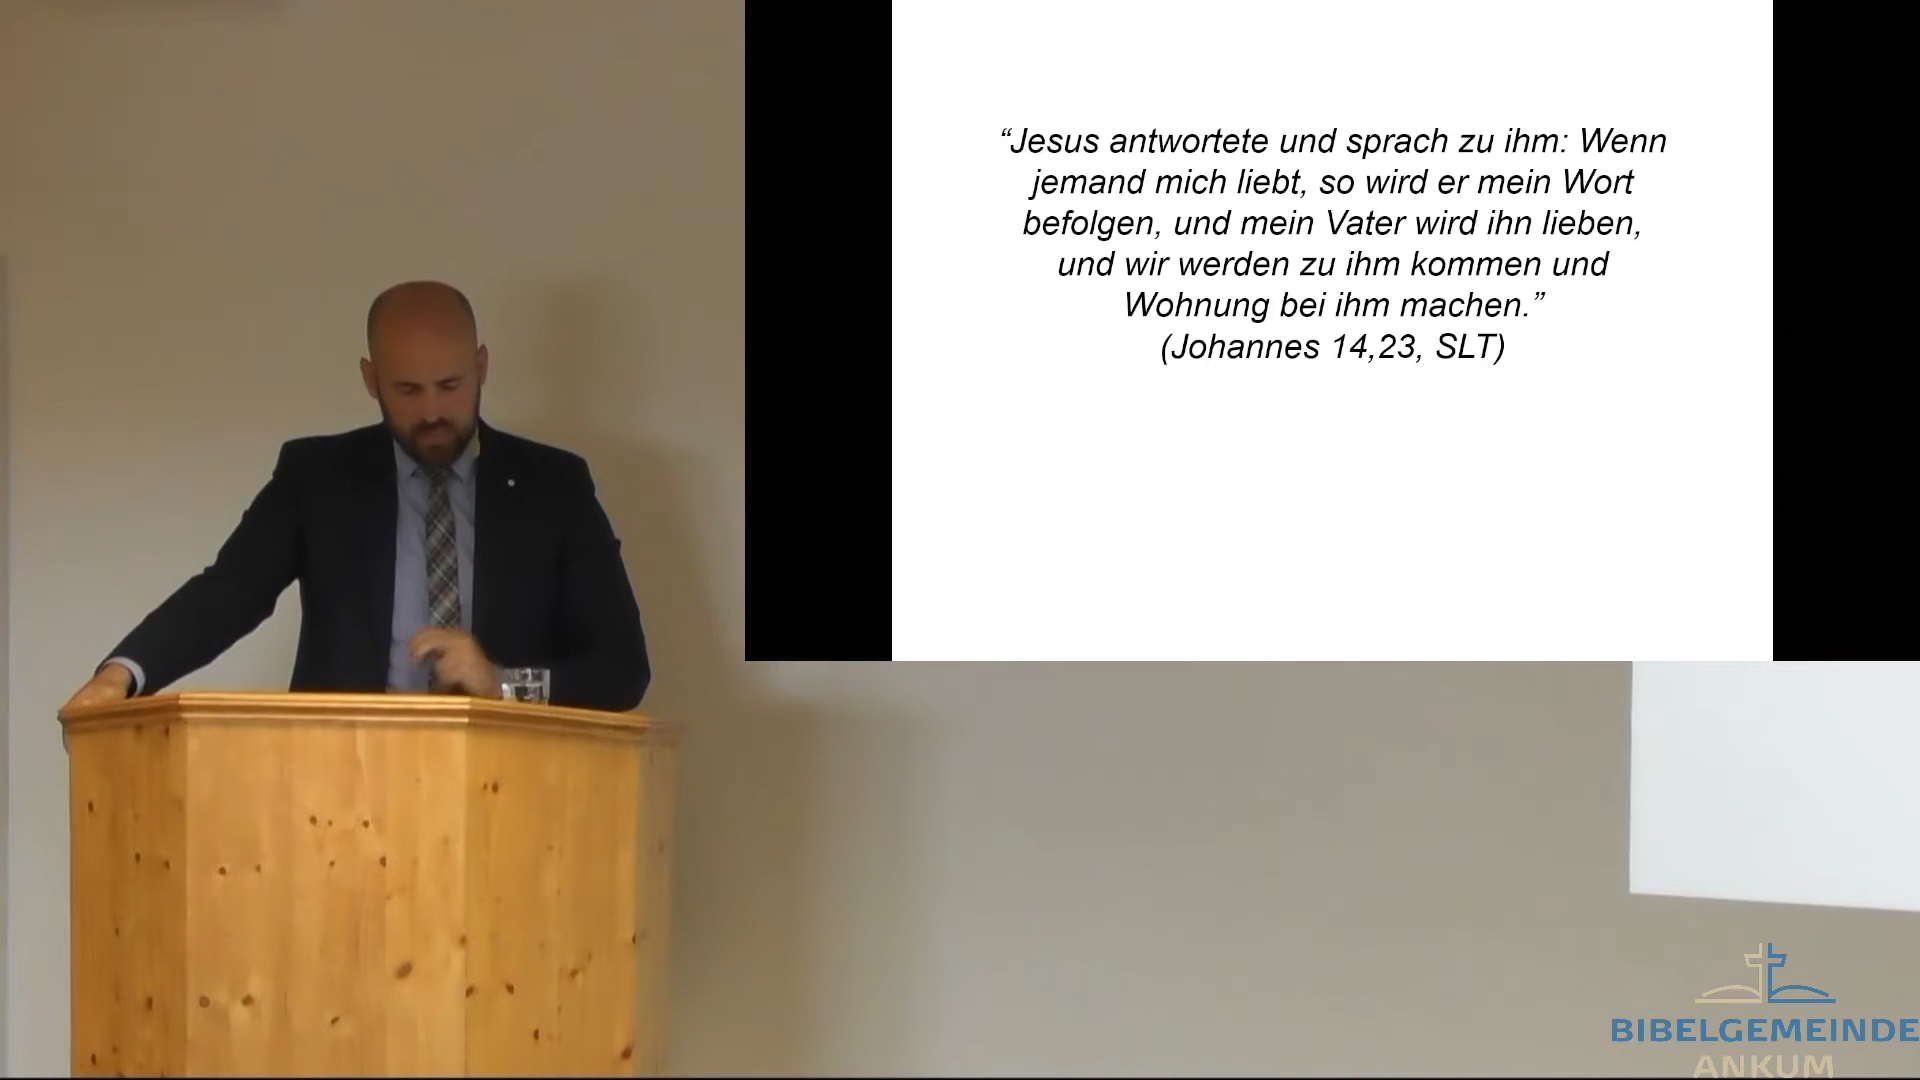 “Jesus antwortete und sprach zu ihm: Wenn
jemand mich liebt, so wird er mein Wort
befolgen, und mein Vater wird ihn lieben,
und wir werden zu ihm kommen und
Wohnung bei ihm machen.”
(Johannes 14,23, SLT)
BIBELGEMEINDE
ANKUM